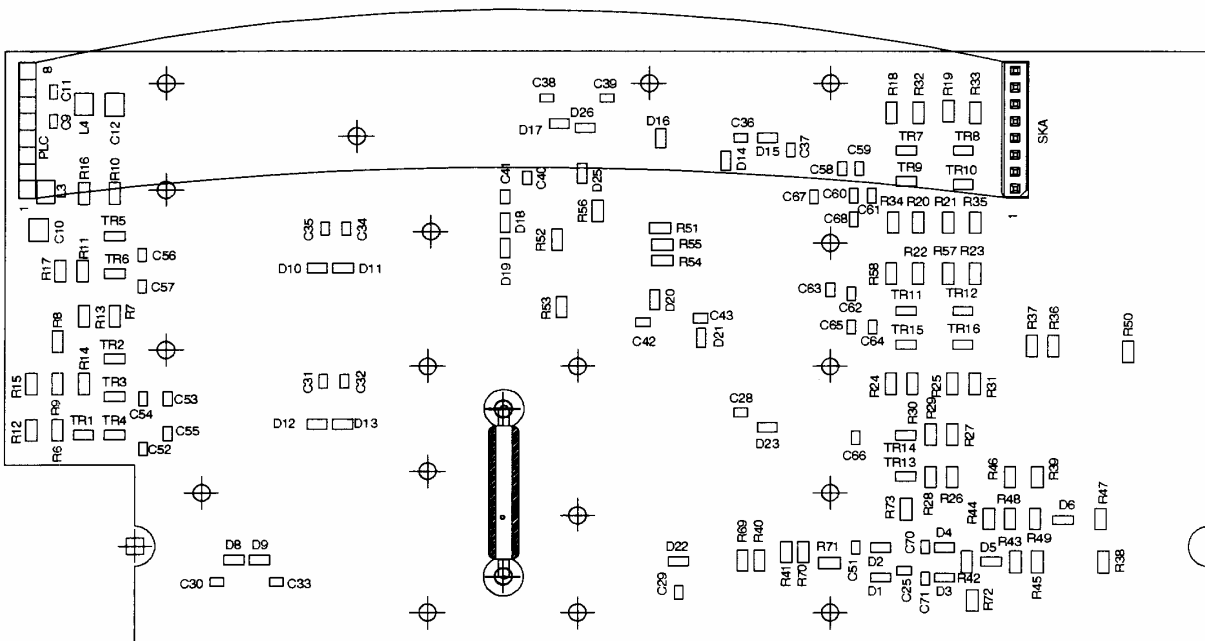 8
C11
C9
PLC
L4
C12
R16
R10
L3
1
C10
TR5
R17
R11
TR6
C56
C57
R8
R13
R7
R14
TR2
R15
R9
TR3
C54
C53
R12
R6
TR1
TR4
C55
C52
C35
C34
D10
D11
C31
C32
D12
D13
D8
D9
C30
C33
C38
C39
D26
D17
D16
C36
D14
D15
C37
C41
C40
D25
D18
R56
D19
R52
R51
R55
R54
R53
D20
C42
C43
D21
C28
D23
D22
C29
R69
R40
R41
R70
R71
C51
D2
D1
C70
C25
C71
D4
D3
R42
D5
R72
R43
R45
R49
R44
R48
R46
R39
D6
R47
R38
R18
R32
R19
R33
SKA
1
TR7
TR8
C58
C59
TR9
TR10
C67
C60
C61
C68
R34
R20
R21
R35
R58
R22
R57
R23
C63
C62
TR11
TR12
C65
C64
TR15
TR16
R37
R36
R50
R24
R30
R25
R31
R29
R27
TR14
C66
TR13
R28
R26
R73